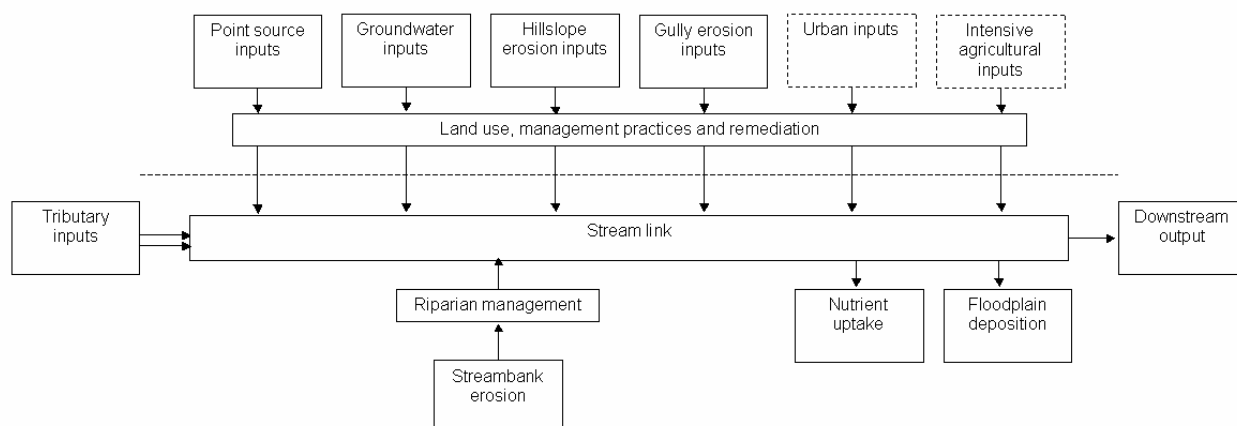 Point source
inputs
Groundwater
inputs
Hillslope
erosion inputs
Gully erosion
inputs
Urban inputs
Intensive
agricultural
inputs
Land use, management practices and remediation
Tributary
inputs
Stream link
Downstream
output
Riparian management
Nutrient
uptake
Floodplain
deposition
Streambank
erosion